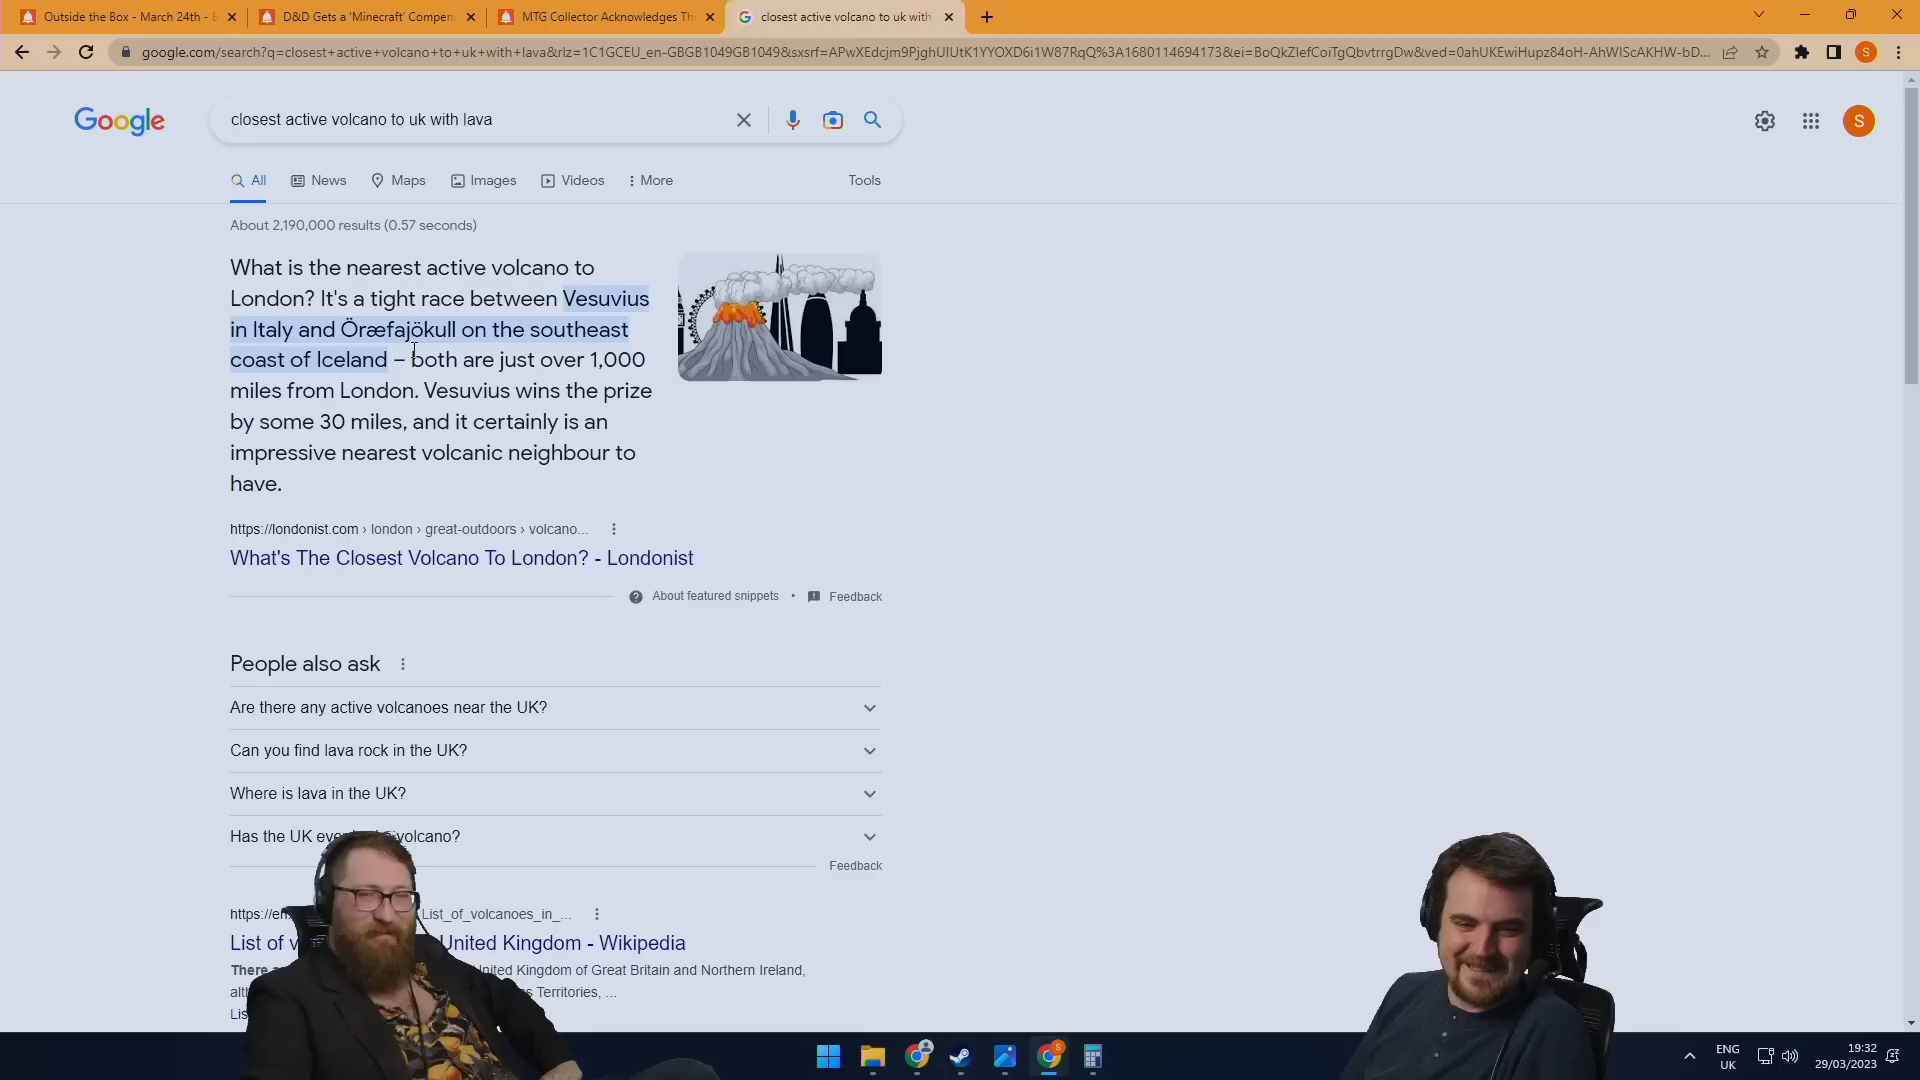 Outside the Box - March 24th - B
D&D Gets a 'Minecraft' Compen
MTG Collector Acknowledges Th
closest active volcano to uk with
google.com/search?q=closest+active+volcano+to+uk+with+lava&rlz=1C1GCEU_en-GBGB1049GB1049&sxsrf=APwXEdcjm9PjghUlUtK1YYOXD6i1W87RqQ%3A1680114694173&ei=BoQkZIefCoiTgQbvtrrgDw&ved=0ahUKEwiHupz84oH-AhWIScAKHW-bD...
S
Google
closest active volcano to uk with lava
S
All
News
Maps
Images
Videos
More
Tools
About 2,190,000 results (0.57 seconds)
What is the nearest active volcano to
London? It's a tight race between Vesuvius
in Italy and Öræfajökull on the southeast
coast of Iceland – both are just over 1,000
miles from London. Vesuvius wins the prize
by some 30 miles, and it certainly is an
impressive nearest volcanic neighbour to
have.
https://londonist.com › london › great-outdoors › volcano...
What's The Closest Volcano To London? - Londonist
About featured snippets • Feedback
People also ask
Are there any active volcanoes near the UK?
Can you find lava rock in the UK?
Where is lava in the UK?
Has the UK volcano?
Feedback
https://en. List_of_volcanoes_in_...
List of United Kingdom - Wikipedia
There United Kingdom of Great Britain and Northern Ireland,
Territories, ...
ENG
UK
19:32
29/03/2023